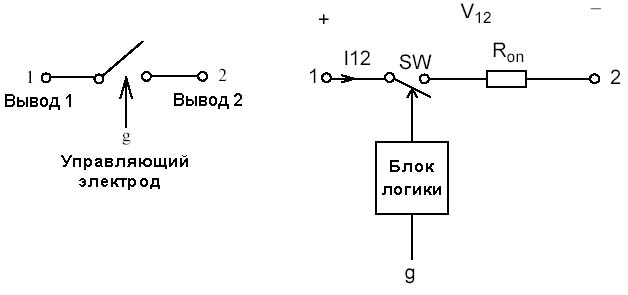 1
2
Вывод 1
Вывод 2
g
Управляющий
электрод
+
V12
–
I12
SW
Ron
1
2
Блок
логики
g